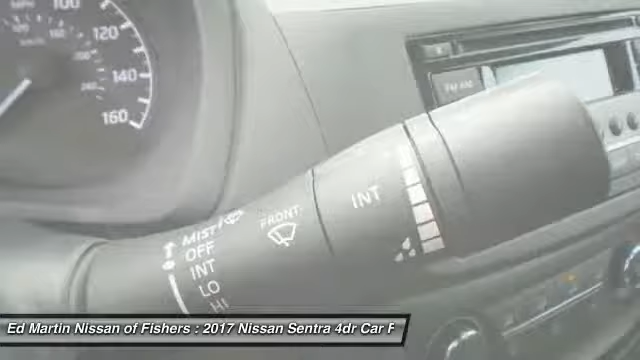 100
120
140
160
FM·AM
MIST
OFF
INT
LO
HI
FRONT
INT
Ed Martin Nissan of Fishers : 2017 Nissan Sentra 4dr Car F